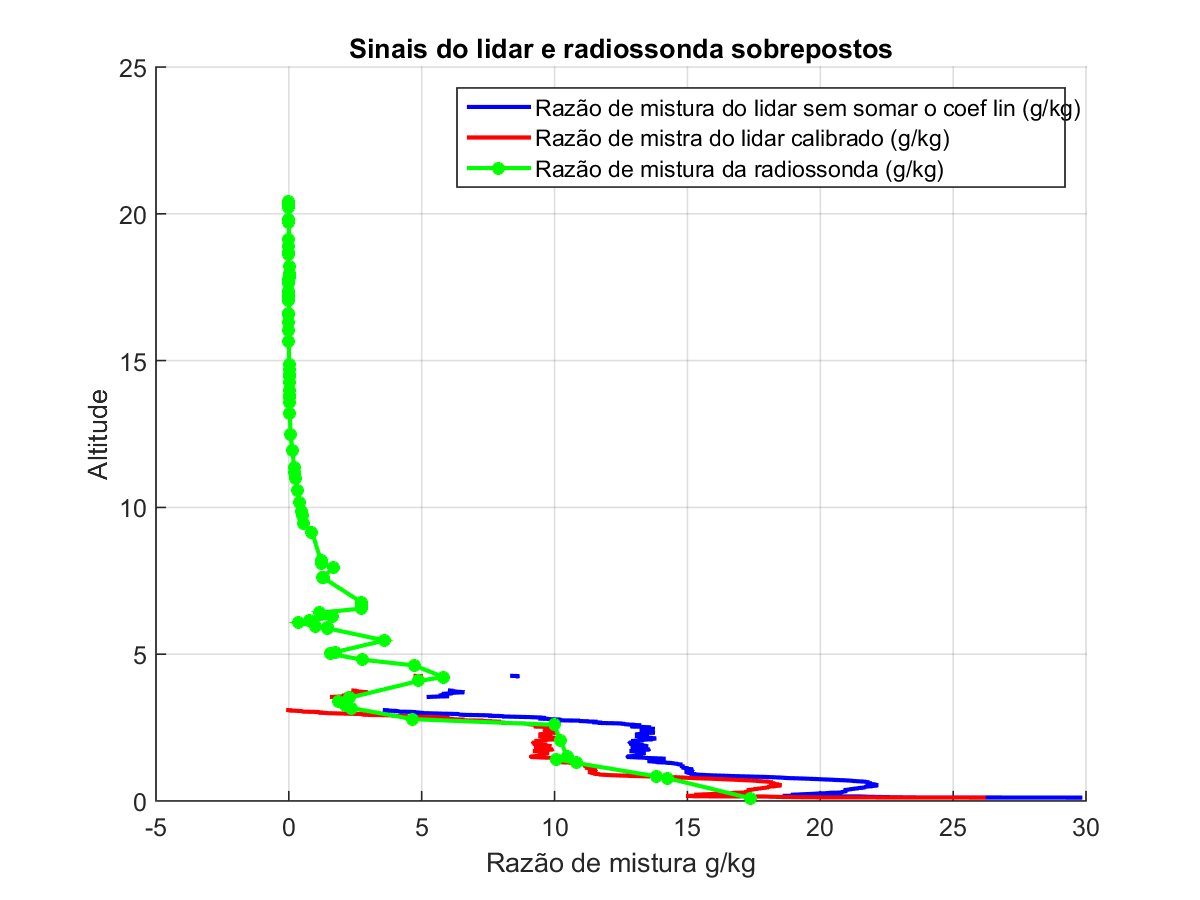 Sinais do lidar e radiossonda sobrepostos
25
Razão de mistura do lidar sem somar o coef lin (g/kg)
Razão de mistra do lidar calibrado (g/kg)
Razão de mistura da radiossonda (g/kg)
20
15
Altitude
10
5
0
-5 0 5 10 15 20 25 30
Razão de mistura g/kg